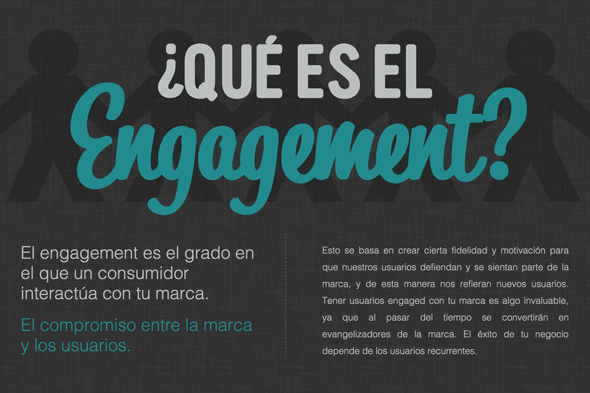 ¿QUÉ ES EL
Engagement?
El engagement es el grado en
el que un consumidor
interactúa con tu marca.
El compromiso entre la marca
y los usuarios.
Esto se basa en crear cierta fidelidad y motivación para
que nuestros usuarios defiendan y se sientan parte de la
marca, y de esta manera nos refieran nuevos usuarios.
Tener usuarios engaged con tu marca es algo invaluable,
ya que al pasar del tiempo se convertirán en
evangelizadores de la marca. El éxito de tu negocio
depende de los usuarios recurrentes.